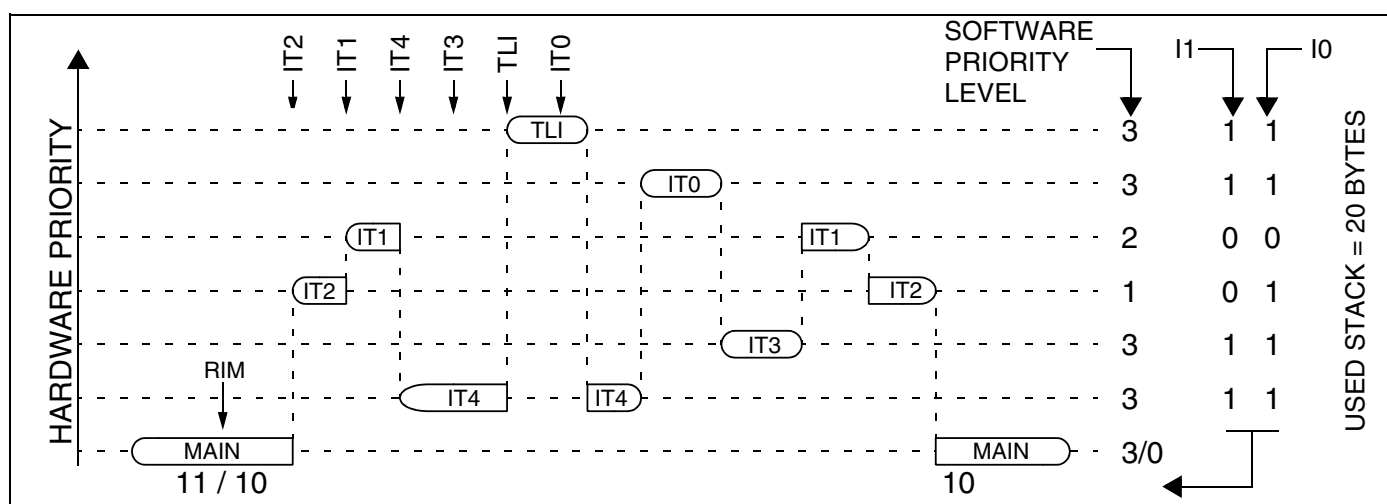 IT2
IT1
IT4
IT3
TLI
IT0
SOFTWARE
PRIORITY
LEVEL
I1
I0
HARDWARE PRIORITY
TLI
3
1 1
IT0
3
1 1
IT1
IT1
2
0 0
IT2
IT2
1
0 1
IT3
3
1 1
RIM
IT4
IT4
3
1 1
MAIN
MAIN
3/0
11 / 10
10
USED STACK = 20 BYTES